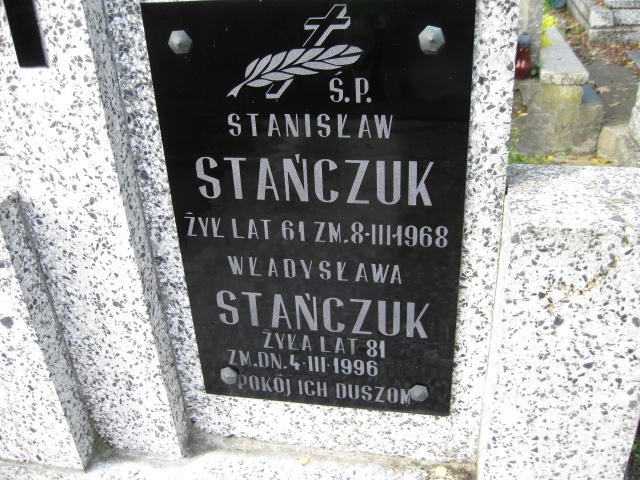 Ś.P.
STANISŁAW
STAŃCZUK
ŻYŁ LAT 61 ZM. 8·III·1968
WŁADYSŁAWA
STAŃCZUK
ŻYŁA LAT 81
ZM. DN. 4·III·1996
POKÓJ ICH DUSZOM